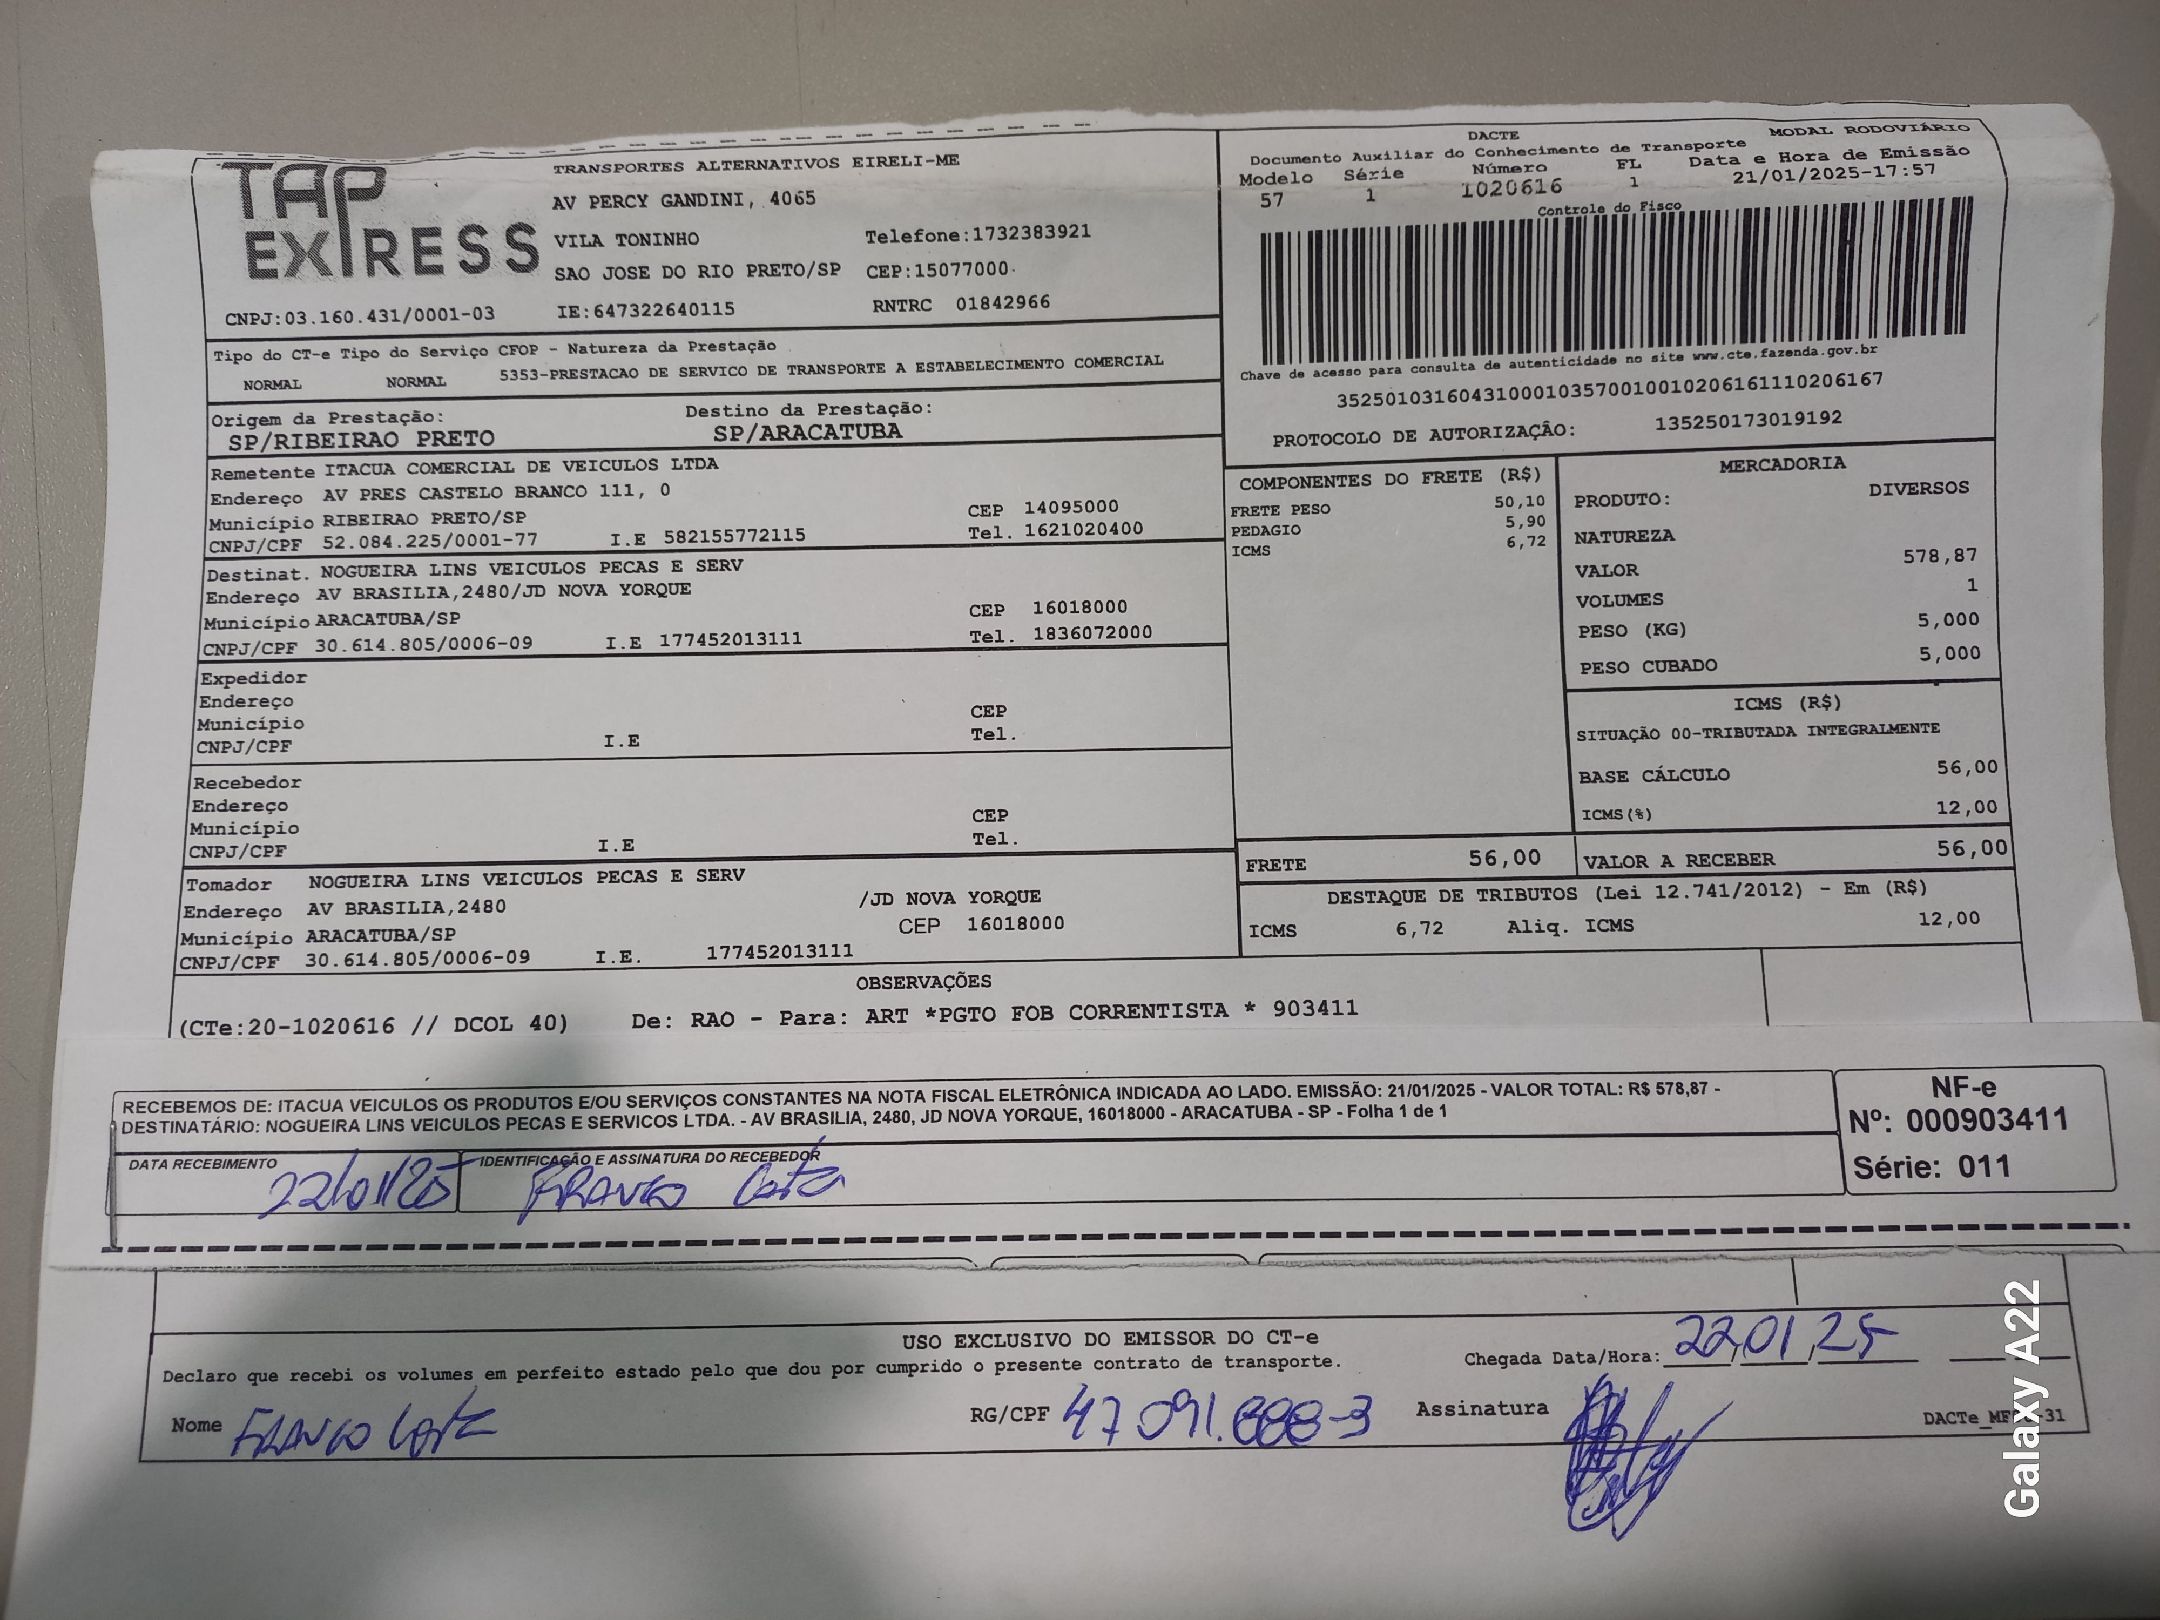 TAP EXPRESS
TRANSPORTES ALTERNATIVOS EIRELI-ME
AV PERCY GANDINI, 4065
VILA TONINHO Telefone:1732383921
SAO JOSE DO RIO PRETO/SP CEP:15077000
CNPJ:03.160.431/0001-03 IE:647322640115 RNTRC 01842966
DACTE MODAL RODOVIÁRIO
Documento Auxiliar do Conhecimento de Transporte
Modelo Série Número FL Data e Hora de Emissão
57 1 1020616 1 21/01/2025-17:57
Controle do Fisco
Chave de acesso para consulta de autenticidade no site www.cte.fazenda.gov.br
35250103160431000103570010010206161110206167
PROTOCOLO DE AUTORIZAÇÃO: 135250173019192
Tipo do CT-e Tipo do Serviço CFOP - Natureza da Prestação
NORMAL NORMAL 5353-PRESTACAO DE SERVICO DE TRANSPORTE A ESTABELECIMENTO COMERCIAL
Origem da Prestação: Destino da Prestação:
SP/RIBEIRAO PRETO SP/ARACATUBA
Remetente ITACUA COMERCIAL DE VEICULOS LTDA
Endereço AV PRES CASTELO BRANCO 111, 0
Município RIBEIRAO PRETO/SP CEP 14095000
CNPJ/CPF 52.084.225/0001-77 I.E 582155772115 Tel. 1621020400
Destinat. NOGUEIRA LINS VEICULOS PECAS E SERV
Endereço AV BRASILIA,2480/JD NOVA YORQUE
Município ARACATUBA/SP CEP 16018000
CNPJ/CPF 30.614.805/0006-09 I.E 177452013111 Tel. 1836072000
Expedidor
Endereço
Município CEP
CNPJ/CPF I.E Tel.
Recebedor
Endereço
Município CEP
CNPJ/CPF I.E Tel.
Tomador NOGUEIRA LINS VEICULOS PECAS E SERV
Endereço AV BRASILIA,2480 /JD NOVA YORQUE
Município ARACATUBA/SP CEP 16018000
CNPJ/CPF 30.614.805/0006-09 I.E. 177452013111
COMPONENTES DO FRETE (R$)
FRETE PESO 50,10
PEDAGIO 5,90
ICMS 6,72
MERCADORIA
PRODUTO: DIVERSOS
NATUREZA
VALOR 578,87
VOLUMES 1
PESO (KG) 5,000
PESO CUBADO 5,000
ICMS (R$)
SITUAÇÃO 00-TRIBUTADA INTEGRALMENTE
BASE CÁLCULO 56,00
ICMS(%) 12,00
FRETE 56,00 VALOR A RECEBER 56,00
DESTAQUE DE TRIBUTOS (Lei 12.741/2012) - Em (R$)
ICMS 6,72 Aliq. ICMS 12,00
OBSERVAÇÕES
(CTe:20-1020616 // DCOL 40) De: RAO - Para: ART *PGTO FOB CORRENTISTA * 903411
RECEBEMOS DE: ITACUA VEICULOS OS PRODUTOS E/OU SERVIÇOS CONSTANTES NA NOTA FISCAL ELETRÔNICA INDICADA AO LADO. EMISSÃO: 21/01/2025 - VALOR TOTAL: R$ 578,87 -
DESTINATÁRIO: NOGUEIRA LINS VEICULOS PECAS E SERVICOS LTDA. - AV BRASILIA, 2480, JD NOVA YORQUE, 16018000 - ARACATUBA - SP - Folha 1 de 1
NF-e
Nº: 000903411
Série: 011
DATA RECEBIMENTO IDENTIFICAÇÃO E ASSINATURA DO RECEBEDOR
22/01/25
USO EXCLUSIVO DO EMISSOR DO CT-e
Declaro que recebi os volumes em perfeito estado pelo que dou por cumprido o presente contrato de transporte. Chegada Data/Hora: 22,01,25
Nome RG/CPF 47 091.888-3 Assinatura
Galaxy A22